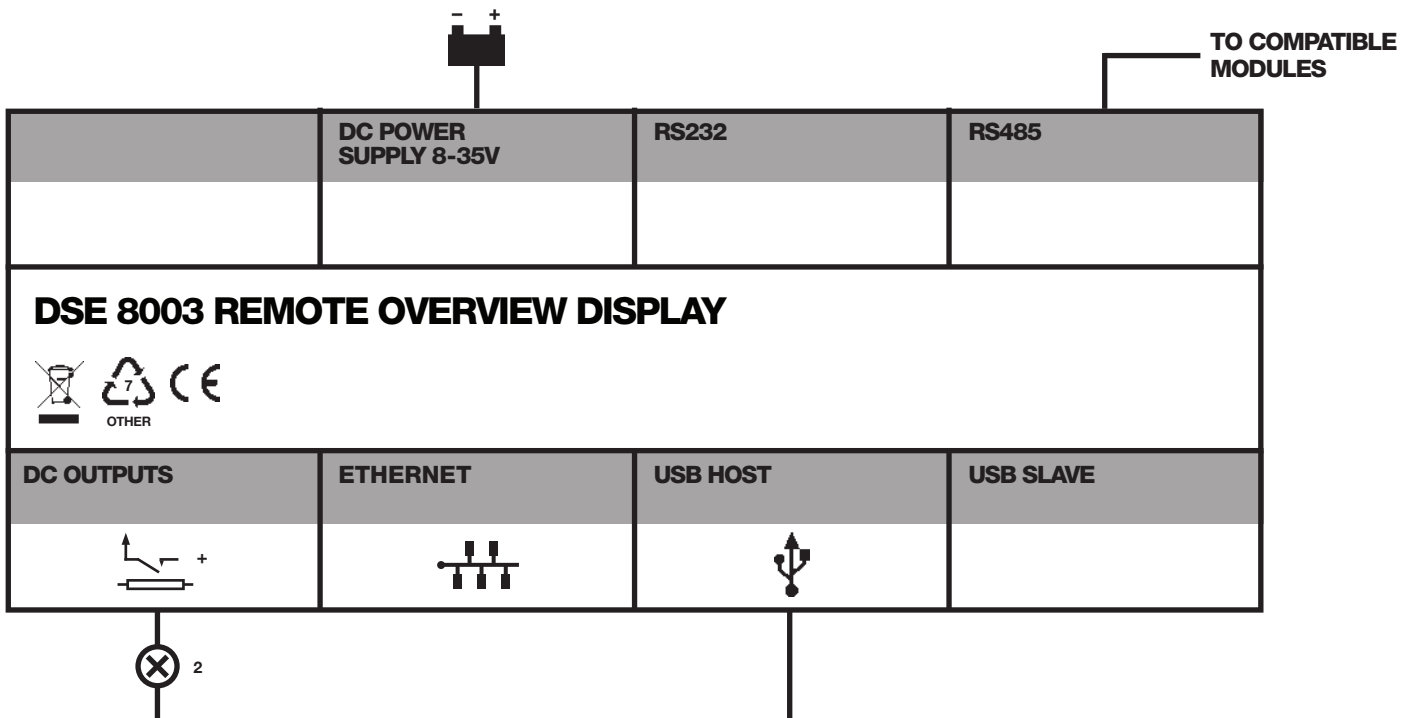 − +
TO COMPATIBLE
MODULES
DC POWER
SUPPLY 8-35V
RS232
RS485
DSE 8003 REMOTE OVERVIEW DISPLAY
7
OTHER
CE
DC OUTPUTS
ETHERNET
USB HOST
USB SLAVE
+
2